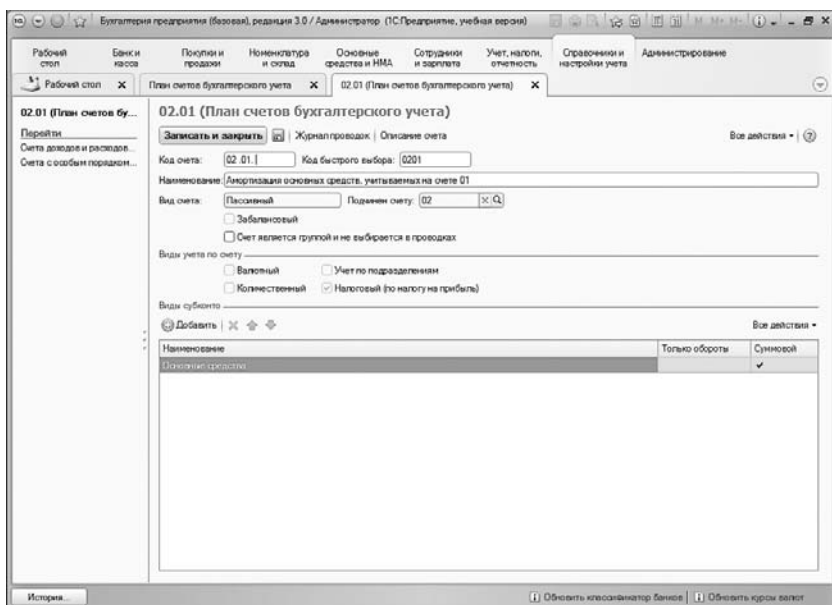 Бухгалтерия предприятия (базовая), редакция 3.0 / Администратор (1С:Предприятие, учебная версия)
M M+ M-
Рабочий стол
Банк и касса
Покупки и продажи
Номенклатура и склад
Основные средства и НМА
Сотрудники и зарплата
Учет, налоги, отчетность
Справочники и настройки учета
Администрирование
Рабочий стол
План счетов бухгалтерского учета
02.01 (План счетов бухгалтерского учета)
02.01 (План счетов бу...
Перейти
Счета доходов и расходов...
Счета с особым порядком...
02.01 (План счетов бухгалтерского учета)
Записать и закрыть
Журнал проводок
Описание счета
Все действия
Код счета: 02 .01. Код быстрого выбора: 0201
Наименование: Амортизация основных средств, учитываемых на счете 01
Вид счета: Пассивный Подчинен счету: 02
Забалансовый
Счет является группой и не выбирается в проводках
Виды учета по счету
Валютный Учет по подразделениям
Количественный Налоговый (по налогу на прибыль)
Виды субконто
Добавить Все действия
Наименование Только обороты Суммовой
Основные средства
История...
Обновить классификатор банков Обновить курсы валют